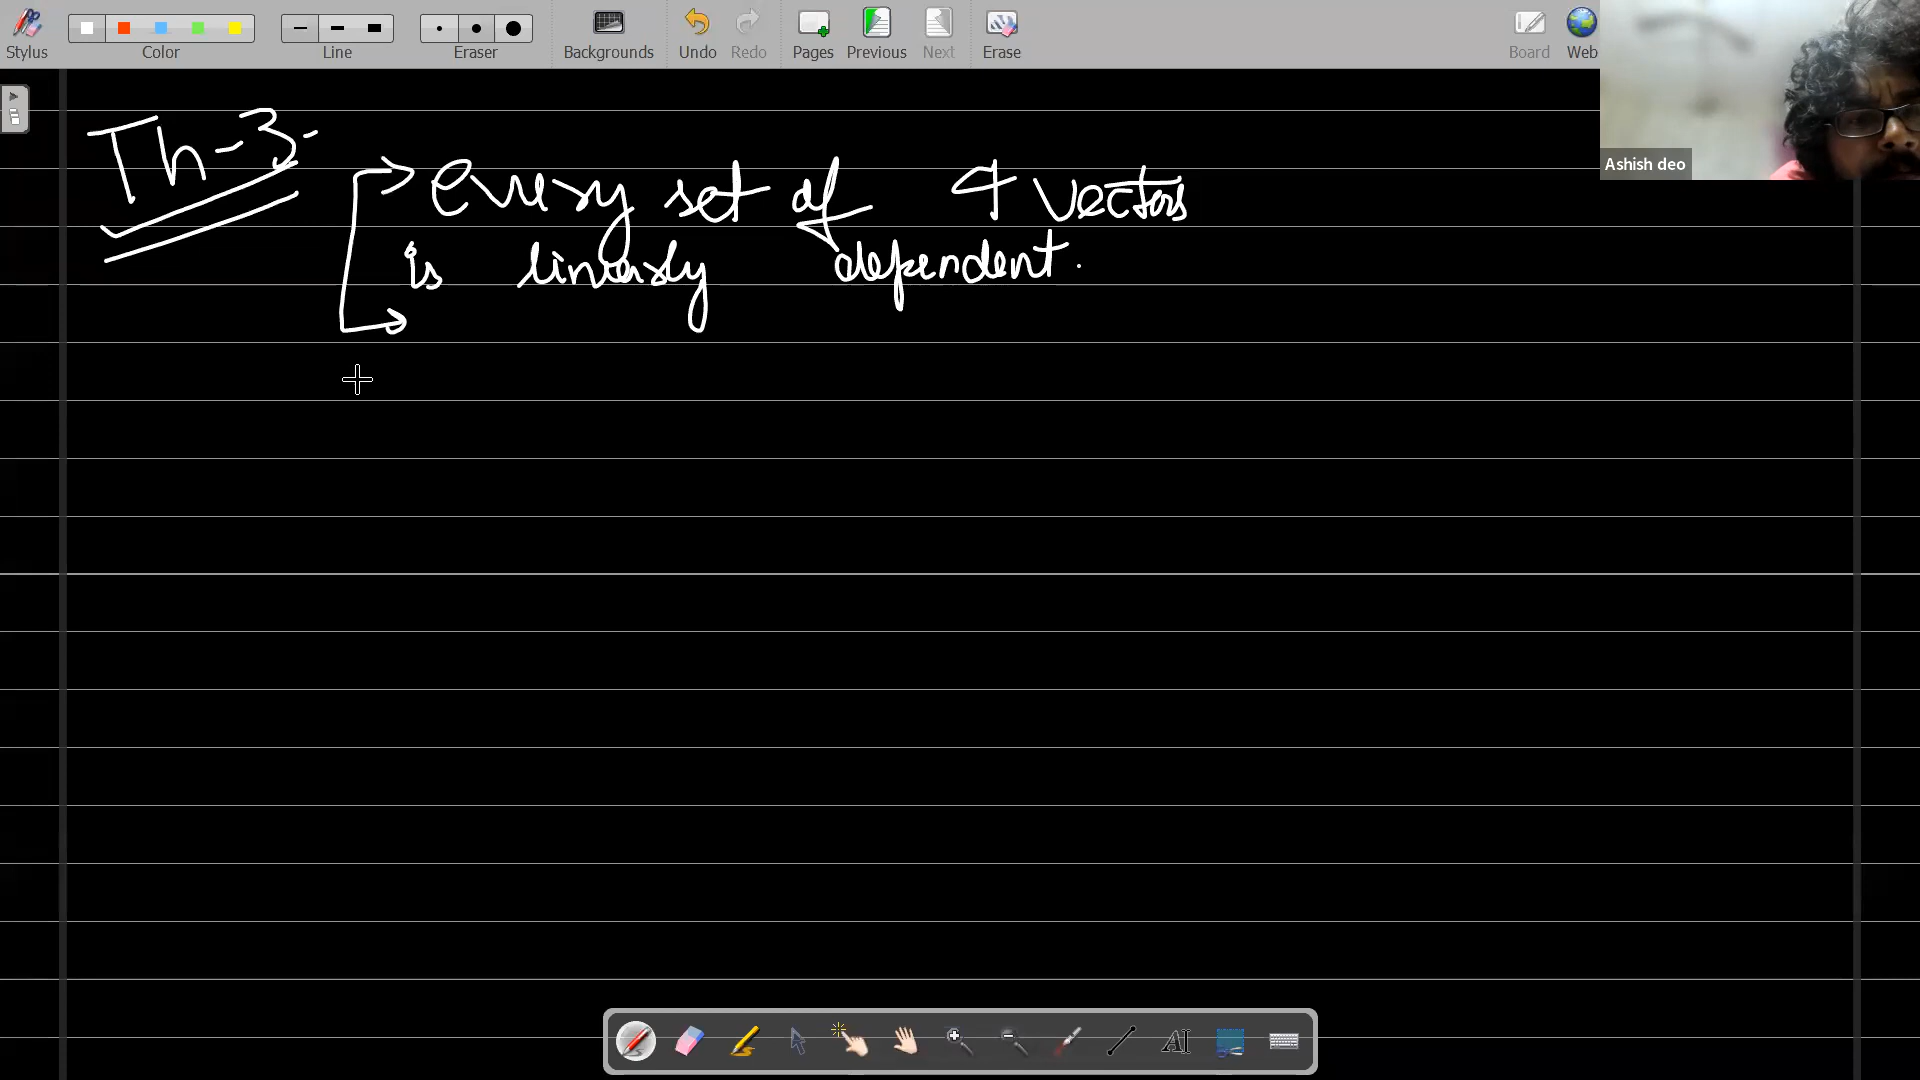 Stylus
Color
Line
Eraser
Backgrounds
Undo
Redo
Pages
Previous
Next
Erase
Board
Web
Ashish deo
Th-3-
every set of 4 vectors
is linearly dependent.